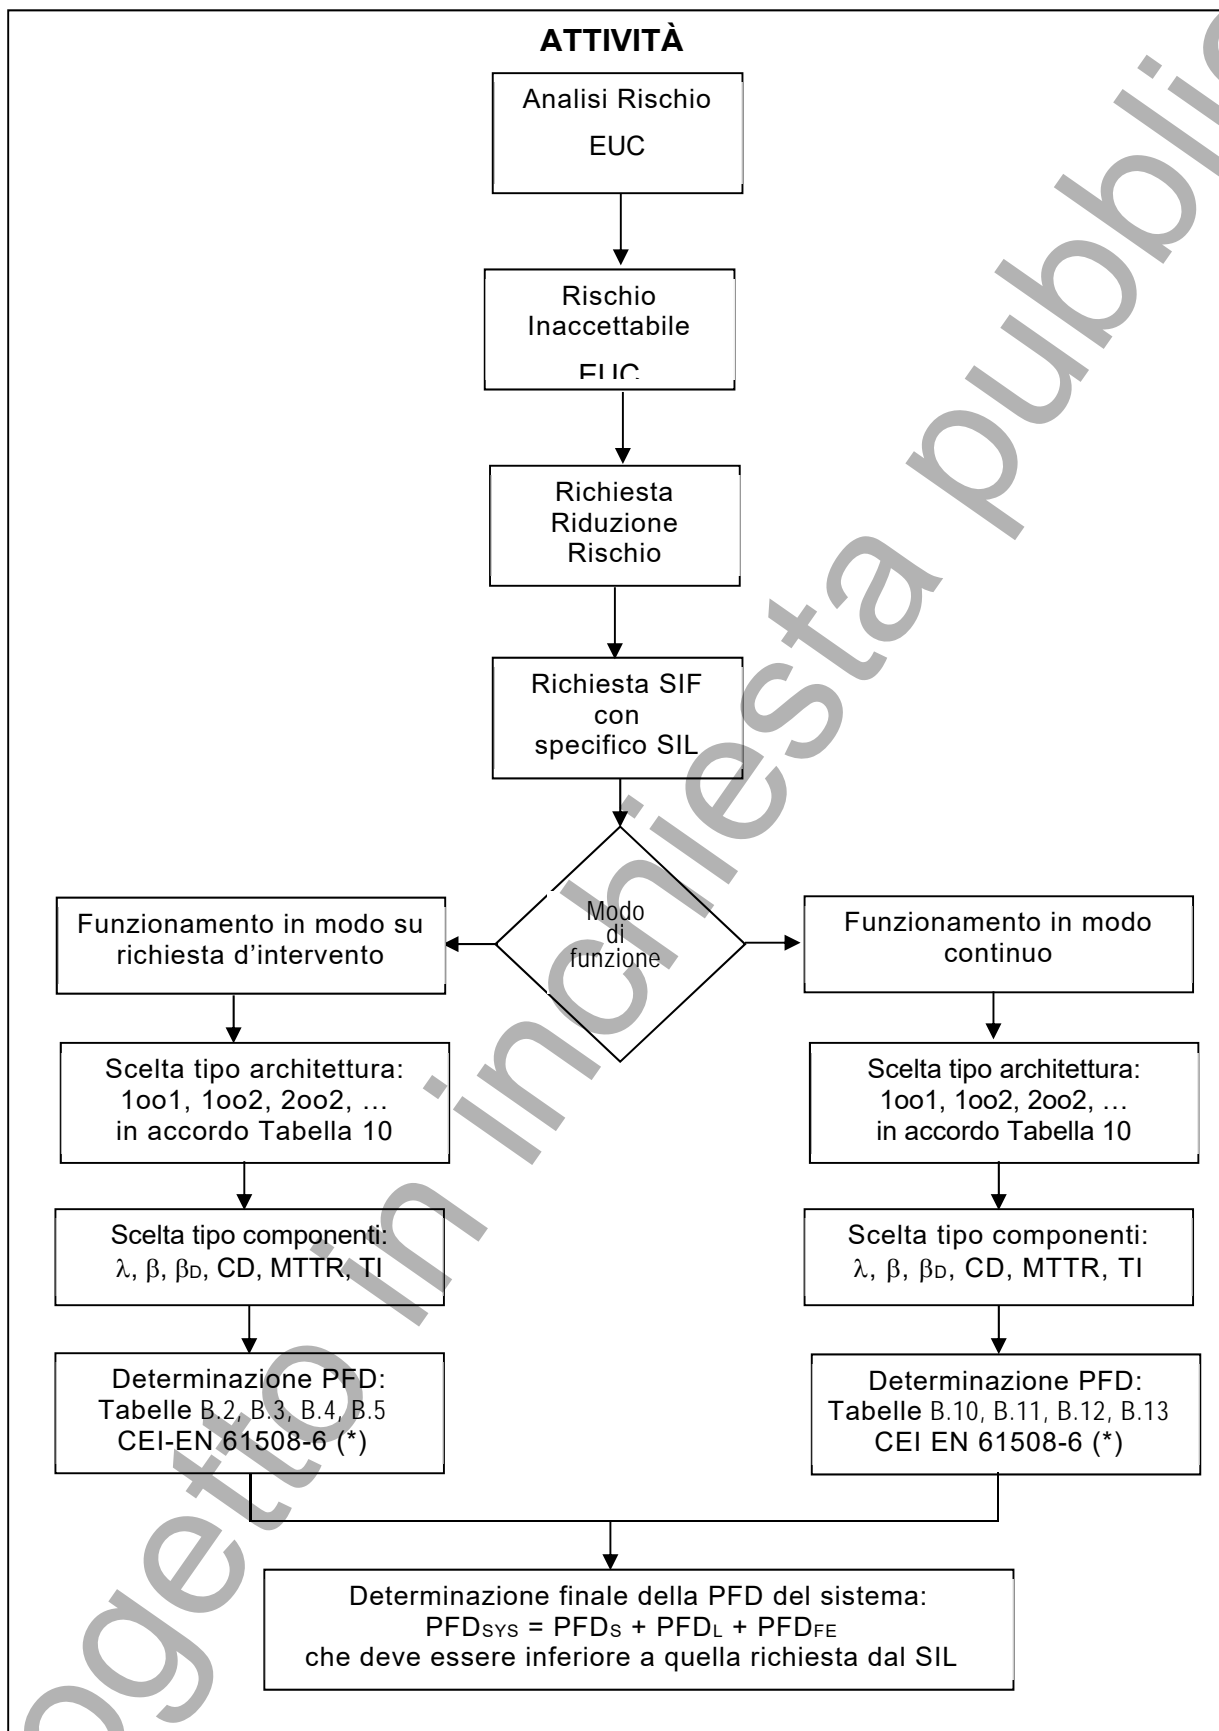 ATTIVITÀ
Analisi Rischio
EUC
Rischio
Inaccettabile
EUC
Richiesta
Riduzione
Rischio
Richiesta SIF
con
specifico SIL
Modo
di
funzione
Funzionamento in modo su
richiesta d’intervento
Scelta tipo architettura:
1oo1, 1oo2, 2oo2, …
in accordo Tabella 10
Scelta tipo componenti:
λ, β, βD, CD, MTTR, TI
Determinazione PFD:
Tabelle B.2, B.3, B.4, B.5
CEI-EN 61508-6 (*)
Funzionamento in modo
continuo
Scelta tipo architettura:
1oo1, 1oo2, 2oo2, …
in accordo Tabella 10
Scelta tipo componenti:
λ, β, βD, CD, MTTR, TI
Determinazione PFD:
Tabelle B.10, B.11, B.12, B.13
CEI EN 61508-6 (*)
Determinazione finale della PFD del sistema:
PFDSYS = PFDS + PFDL + PFDFE
che deve essere inferiore a quella richiesta dal SIL
ogetto in inchiesta pubblic